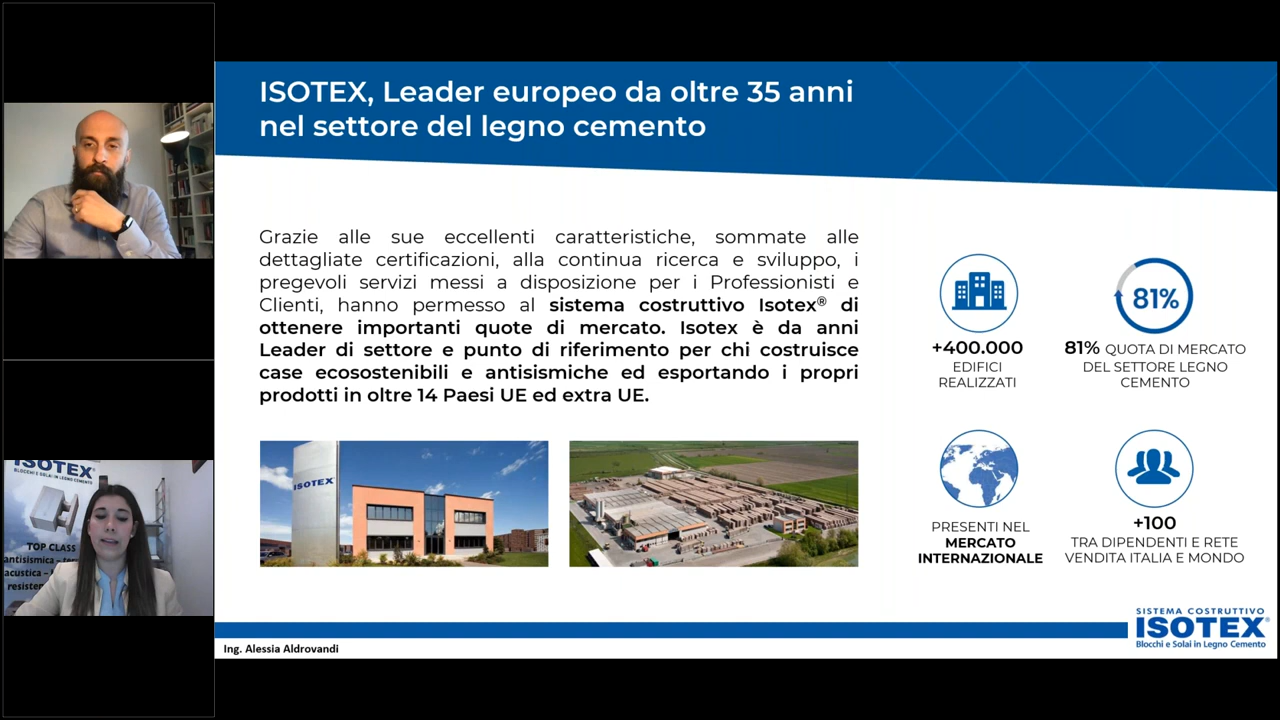 ISOTEX, Leader europeo da oltre 35 anni
nel settore del legno cemento
Grazie alle sue eccellenti caratteristiche, sommate alle
dettagliate certificazioni, alla continua ricerca e sviluppo, i
pregevoli servizi messi a disposizione per i Professionisti e
Clienti, hanno permesso al sistema costruttivo Isotex® di
ottenere importanti quote di mercato. Isotex è da anni
Leader di settore e punto di riferimento per chi costruisce
case ecosostenibili e antisismiche ed esportando i propri
prodotti in oltre 14 Paesi UE ed extra UE.
+400.000
EDIFICI
REALIZZATI
81%
81% QUOTA DI MERCATO
DEL SETTORE LEGNO
CEMENTO
PRESENTI NEL
MERCATO
INTERNAZIONALE
+100
TRA DIPENDENTI E RETE
VENDITA ITALIA E MONDO
ISOTEX
ISOTEX®
BLOCCHI E SOLAI IN LEGNO CEMENTO
TOP CLASS
antisismica –
acustica –
Ing. Alessia Aldrovandi
SISTEMA COSTRUTTIVO
ISOTEX®
Blocchi e Solai in Legno Cemento